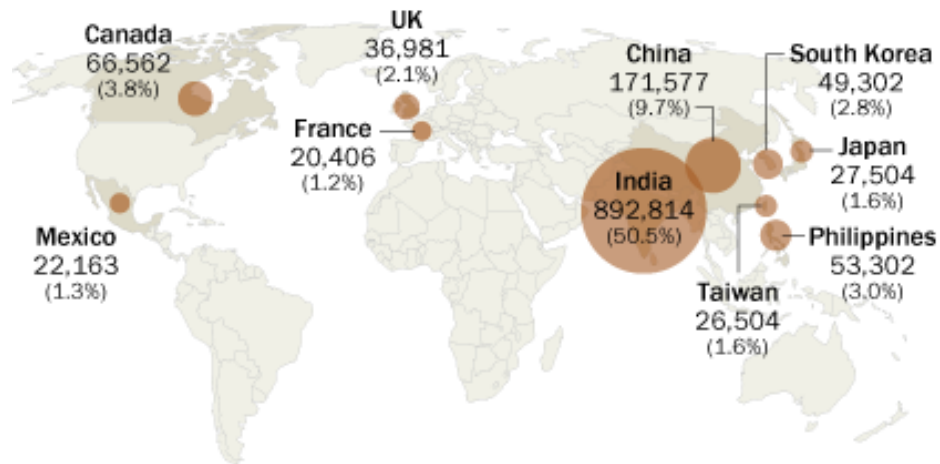 Canada
66,562
(3.8%)
UK
36,981
(2.1%)
China
171,577
(9.7%)
South Korea
49,302
(2.8%)
France
20,406
(1.2%)
Japan
27,504
(1.6%)
India
892,814
(50.5%)
Mexico
22,163
(1.3%)
Philippines
53,302
(3.0%)
Taiwan
26,504
(1.6%)